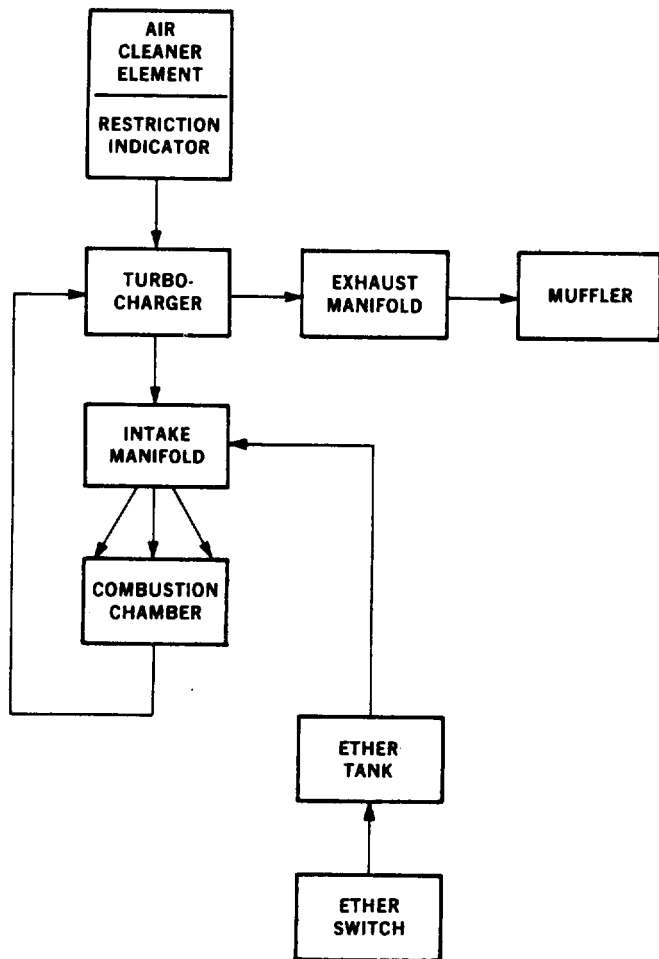 AIR
CLEANER
ELEMENT
RESTRICTION
INDICATOR
TURBO-
CHARGER
EXHAUST
MANIFOLD
MUFFLER
INTAKE
MANIFOLD
COMBUSTION
CHAMBER
ETHER
TANK
ETHER
SWITCH